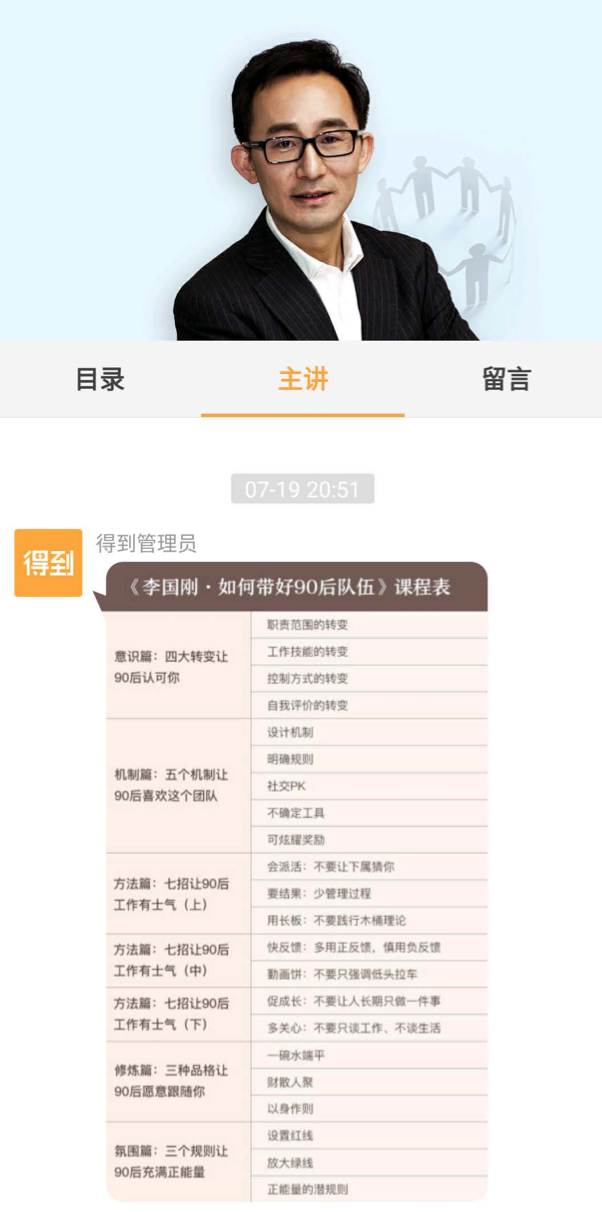 目录
主讲
留言
07-19 20:51
得到
得到管理员
《李国刚·如何带好90后队伍》课程表
意识篇：四大转变让
90后认可你
职责范围的转变
工作技能的转变
控制方式的转变
自我评价的转变
机制篇：五个机制让
90后喜欢这个团队
设计机制
明确规则
社交PK
不确定工具
可炫耀奖励
方法篇：七招让90后
工作有士气（上）
会派活：不要让下属猜你
要结果：少管理过程
用长板：不要践行木桶理论
方法篇：七招让90后
工作有士气（中）
快反馈：多用正反馈，慎用负反馈
勤画饼：不要只强调低头拉车
方法篇：七招让90后
工作有士气（下）
促成长：不要让人长期只做一件事
多关心：不要只谈工作、不谈生活
修炼篇：三种品格让
90后愿意跟随你
一碗水端平
财散人聚
以身作则
氛围篇：三个规则让
90后充满正能量
设置红线
放大绿线
正能量的潜规则